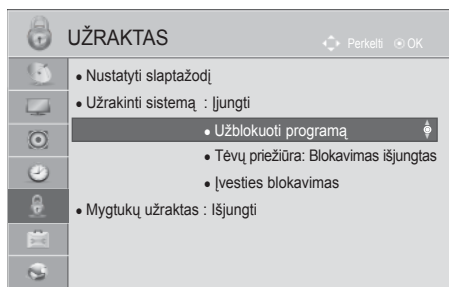 UŽRAKTAS
Perkelti OK
• Nustatyti slaptažodį
• Užrakinti sistemą : Įjungti
• Užblokuoti programą
• Tėvų priežiūra: Blokavimas išjungtas
• Įvesties blokavimas
• Mygtukų užraktas : Išjungti